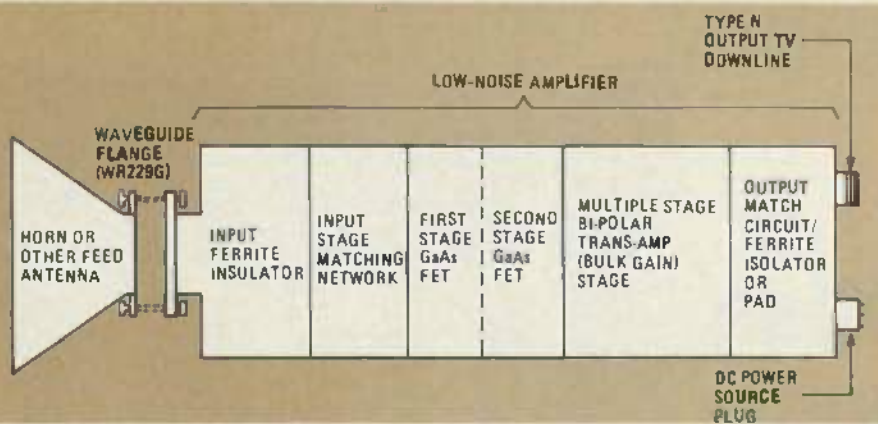 TYPE N
OUTPUT TV
DOWNLINE
LOW-NOISE AMPLIFIER
WAVEGUIDE
FLANGE
(WR229G)
HORN OR
OTHER FEED
ANTENNA
INPUT
FERRITE
INSULATOR
INPUT
STAGE
MATCHING
NETWORK
FIRST
STAGE
GaAs
FET
SECOND
STAGE
GaAs
FET
MULTIPLE STAGE
BI-POLAR
TRANS-AMP
(BULK GAIN)
STAGE
OUTPUT
MATCH
CIRCUIT/
FERRITE
ISOLATOR
OR
PAD
DC POWER
SOURCE
PLUG